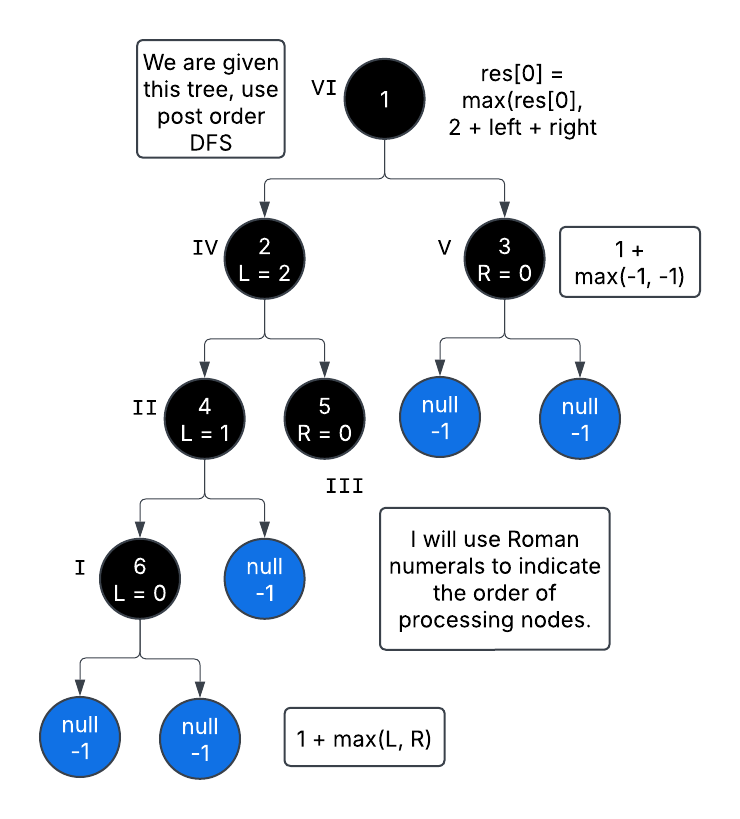 We are given
this tree, use
post order
DFS
VI
1
res[0] =
max(res[0],
2 + left + right
IV
2
L = 2
V
3
R = 0
1 +
max(-1, -1)
II
4
L = 1
5
R = 0
null
-1
null
-1
III
I
6
L = 0
null
-1
I will use Roman
numerals to indicate
the order of
processing nodes.
null
-1
null
-1
1 + max(L, R)